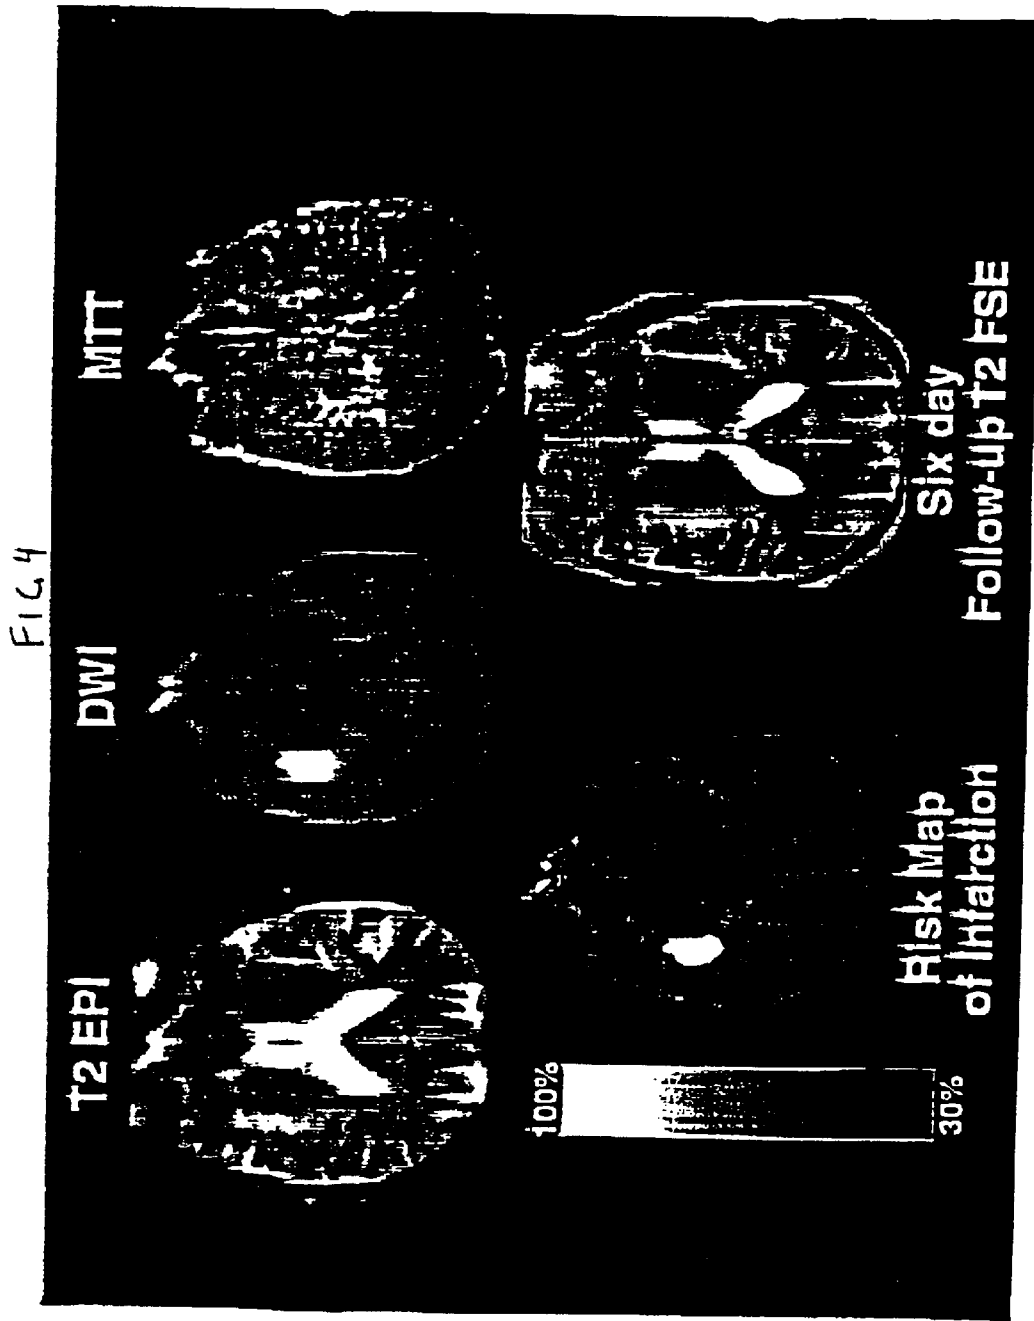 FIG. 4
T2 EPI
DWI
MTT
100%
30%
Risk Map
of Infarction
Six day
Follow-up T2 FSE